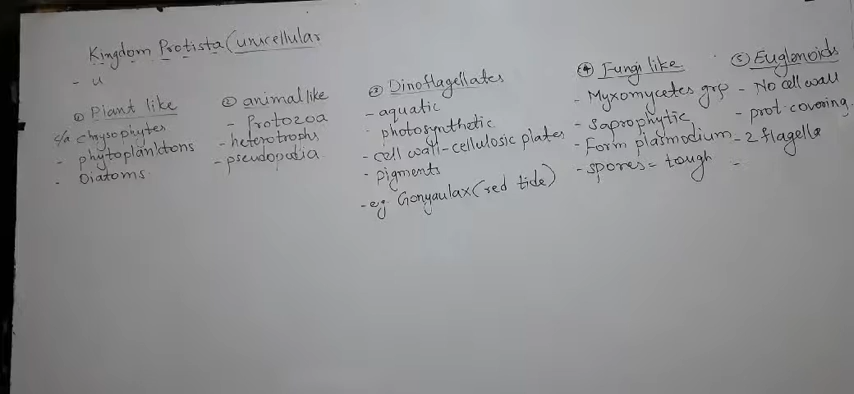 Kingdom Protista (unicellular
- u
① Plant like
c/a chrysophytes
- phytoplanktons
- Diatoms
② animal like
- Protozoa
- heterotrophs
- pseudopodia
③ Dinoflagellates
- aquatic
- photosynthetic
- cell wall - cellulosic plates
- pigments
- eg. Gonyaulax (red tide)
④ Fungi like
- Myxomycetes grp
- Saprophytic
- Form plasmodium
- spores = tough
⑤ Euglenoids
- No cell wall
- prot. covering
- 2 flagella
-